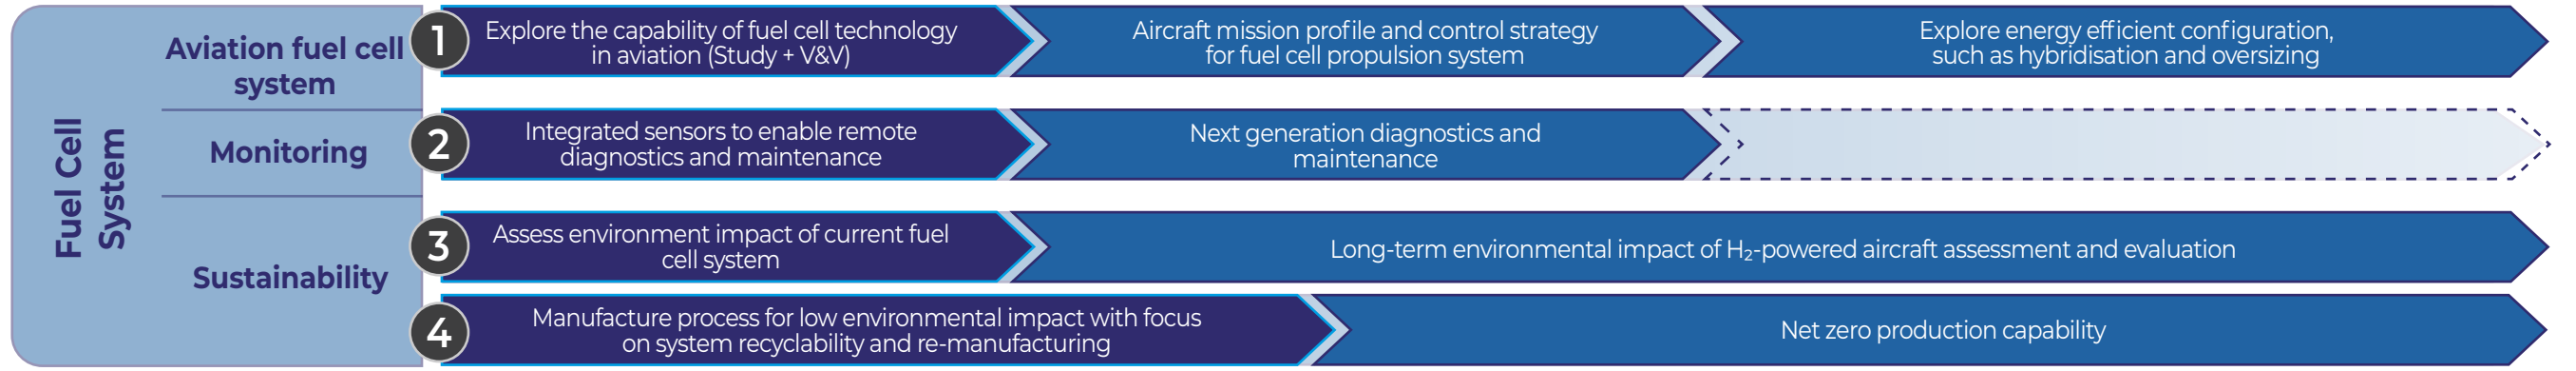 Fuel Cell
System
Aviation fuel cell
system
1
Explore the capability of fuel cell technology
in aviation (Study + V&V)
Aircraft mission profile and control strategy
for fuel cell propulsion system
Explore energy efficient configuration,
such as hybridisation and oversizing
Monitoring
2
Integrated sensors to enable remote
diagnostics and maintenance
Next generation diagnostics and
maintenance
Sustainability
3
Assess environment impact of current fuel
cell system
Long-term environmental impact of H₂-powered aircraft assessment and evaluation
4
Manufacture process for low environmental impact with focus
on system recyclability and re-manufacturing
Net zero production capability